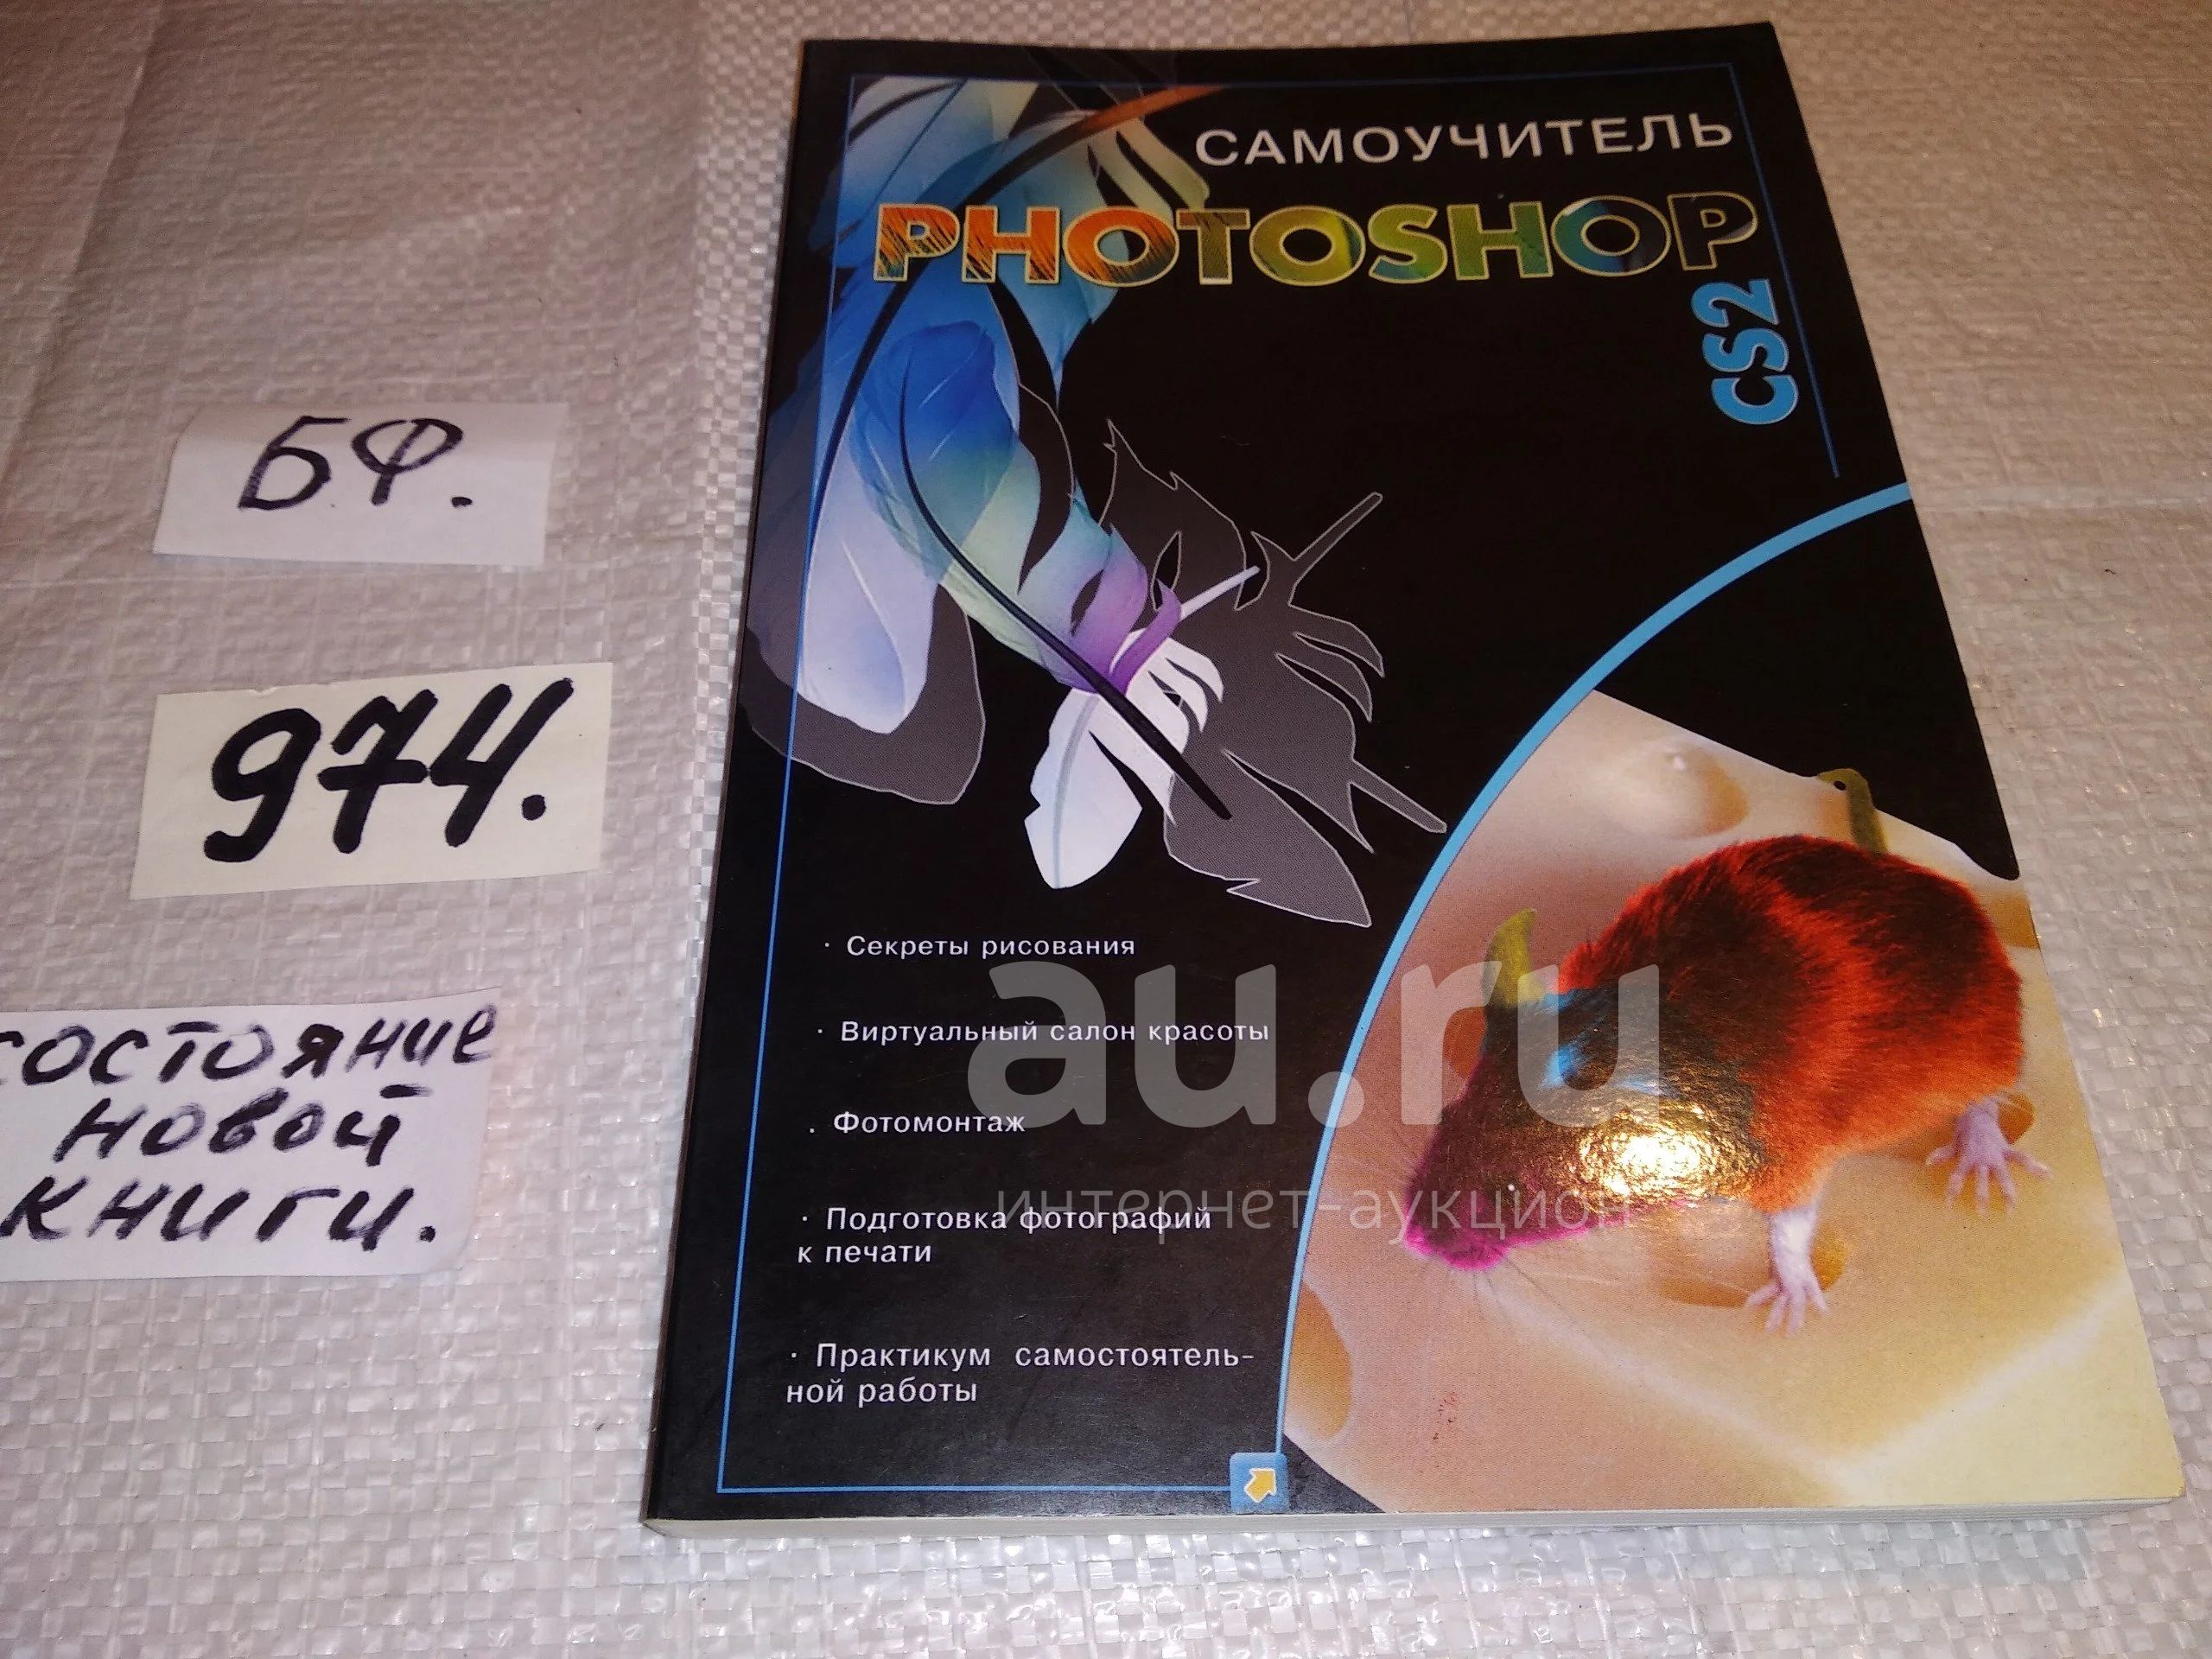 САМОУЧИТЕЛЬ
PHOTOSHOP
CS2
БФ.
974.
состояние
новой
книги.
· Секреты рисования
· Виртуальный салон красоты
. Фотомонтаж
· Подготовка фотографий
к печати
· Практикум самостоятель-
ной работы
au.ru
интернет-аукцион